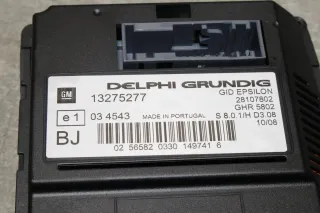 DELPHI GRUNDIG
GM
13275277
GID EPSILON
28107802
GHR 5802
e1 03 4543
MADE IN PORTUGAL
S 8.0.1/H D3.08
10/08
BJ
02 56582 0330 149741 6